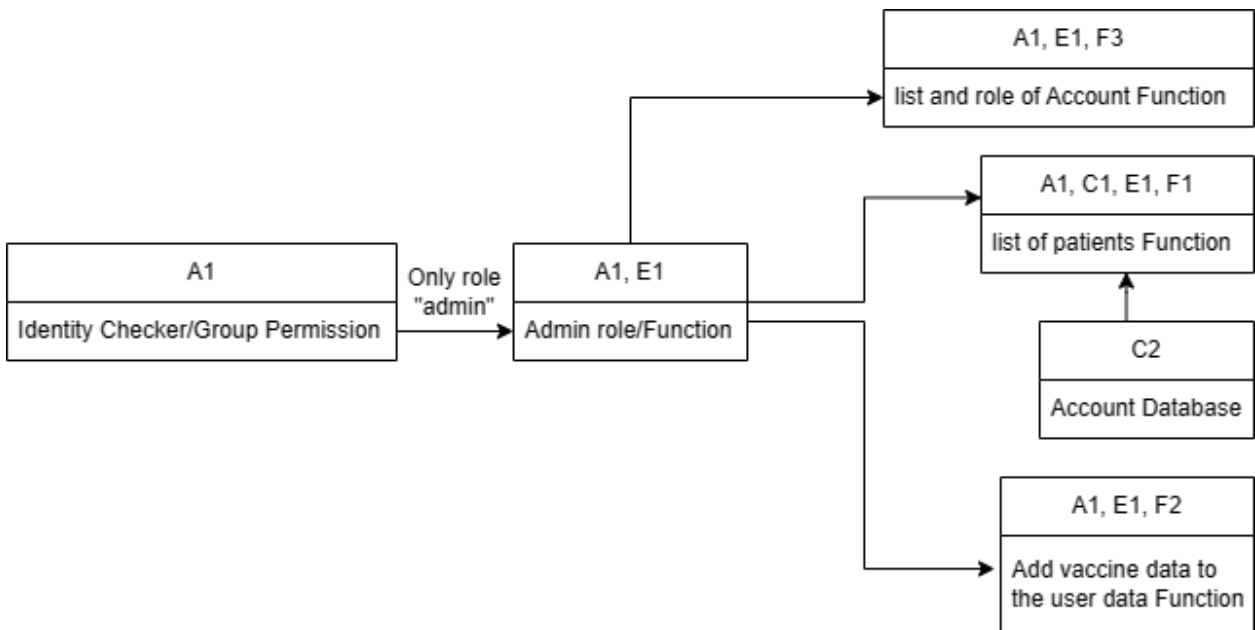 A1, E1, F3
list and role of Account Function
A1, C1, E1, F1
list of patients Function
A1
Identity Checker/Group Permission
Only role
"admin"
A1, E1
Admin role/Function
C2
Account Database
A1, E1, F2
Add vaccine data to
the user data Function